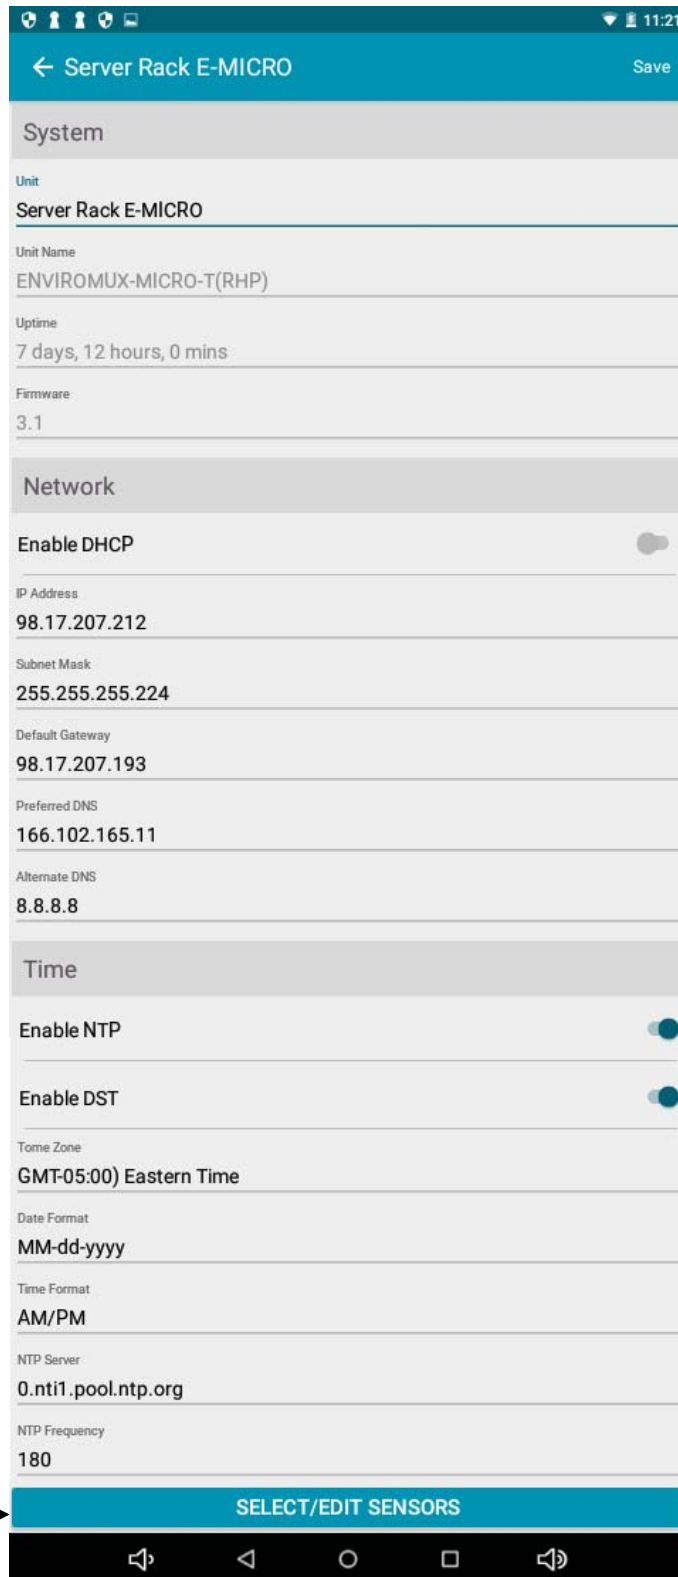 11:21
Server Rack E-MICRO Save
System
Unit
Server Rack E-MICRO
Unit Name
ENVIROMUX-MICRO-T(RHP)
Uptime
7 days, 12 hours, 0 mins
Firmware
3.1
Network
Enable DHCP
IP Address
98.17.207.212
Subnet Mask
255.255.255.224
Default Gateway
98.17.207.193
Preferred DNS
166.102.165.11
Alternate DNS
8.8.8.8
Time
Enable NTP
Enable DST
Tome Zone
GMT-05:00) Eastern Time
Date Format
MM-dd-yyyy
Time Format
AM/PM
NTP Server
0.nti1.pool.ntp.org
NTP Frequency
180
SELECT/EDIT SENSORS